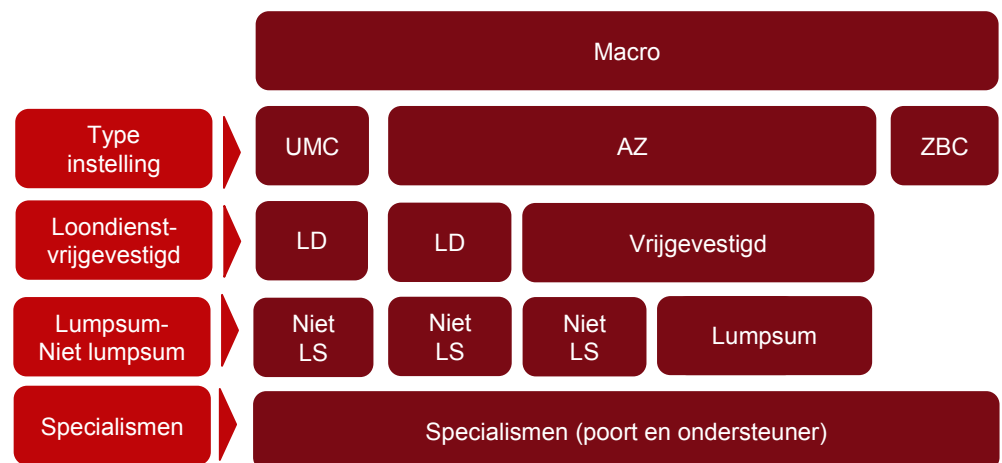 Macro
Type
instelling
UMC
AZ
ZBC
Loondienst-
vrijgevestigd
LD
LD
Vrijgevestigd
Lumpsum-
Niet lumpsum
Niet
LS
Niet
LS
Niet
LS
Lumpsum
Specialismen
Specialismen (poort en ondersteuner)